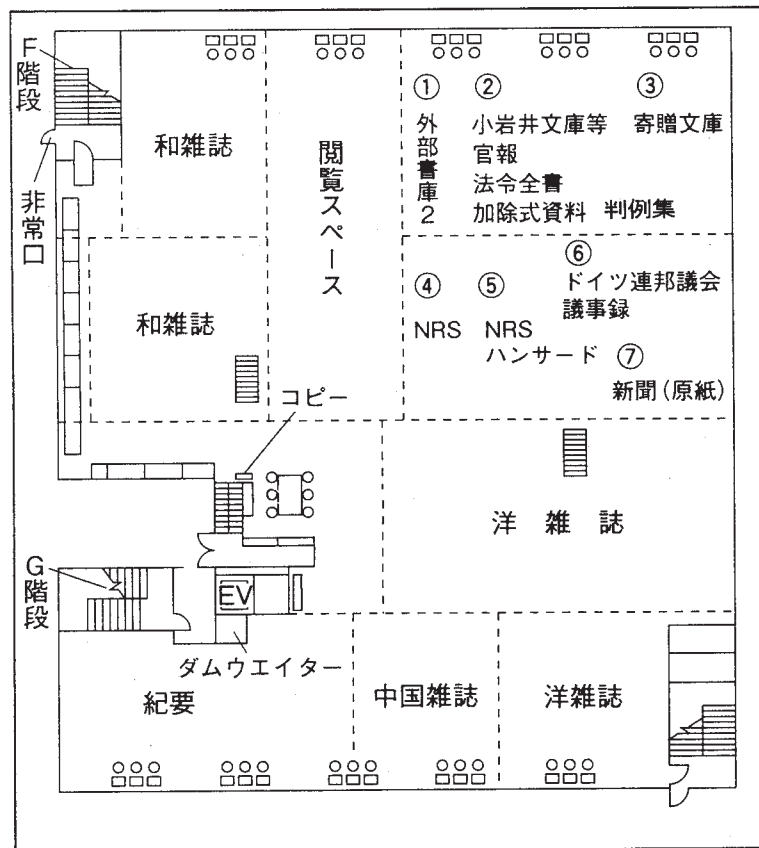 F階段
非常口
和雑誌
閲覧スペース
①
外部書庫2
②
小岩井文庫等
官報
法令全書
加除式資料 判例集
③
寄贈文庫
和雑誌
④
NRS
⑤
NRS
ハンサード
⑥
ドイツ連邦議会
議事録
⑦
新聞(原紙)
コピー
洋雑誌
G階段
EV
ダムウエイター
紀要
中国雑誌
洋雑誌